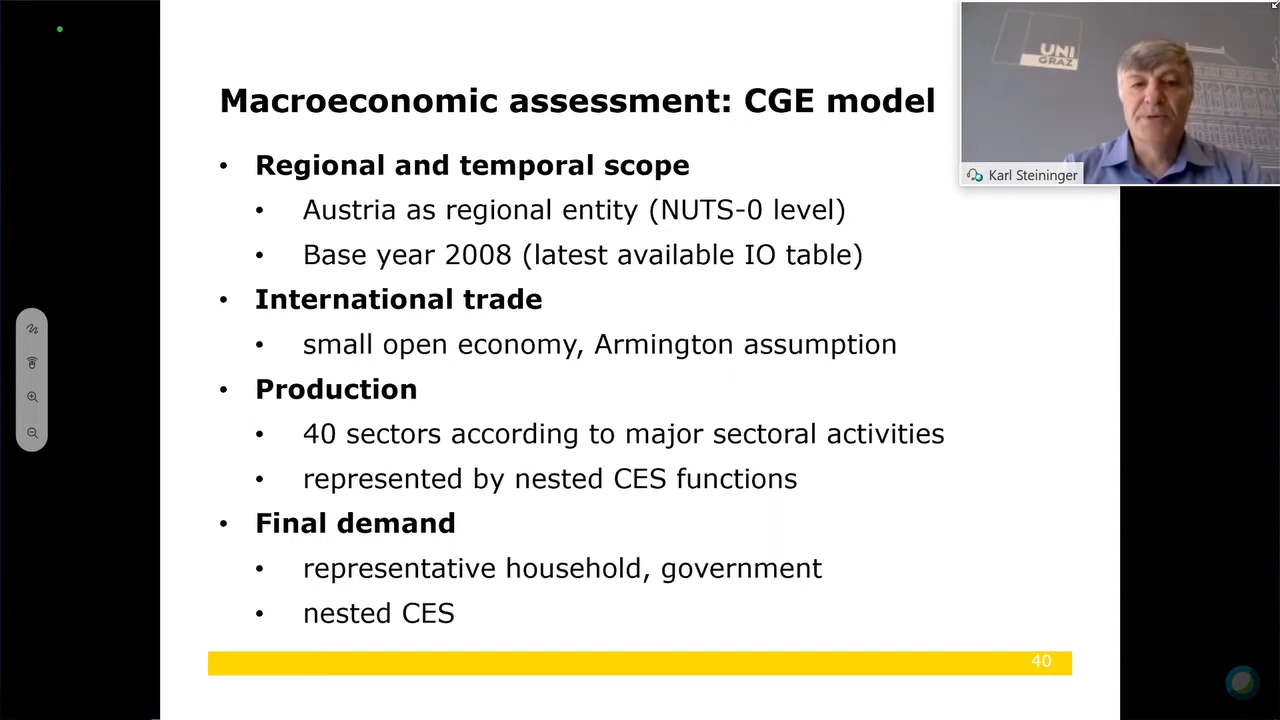 Macroeconomic assessment: CGE model
• Regional and temporal scope
• Austria as regional entity (NUTS-0 level)
• Base year 2008 (latest available IO table)
• International trade
• small open economy, Armington assumption
• Production
• 40 sectors according to major sectoral activities
• represented by nested CES functions
• Final demand
• representative household, government
• nested CES
40
UNI
GRAZ
Karl Steininger